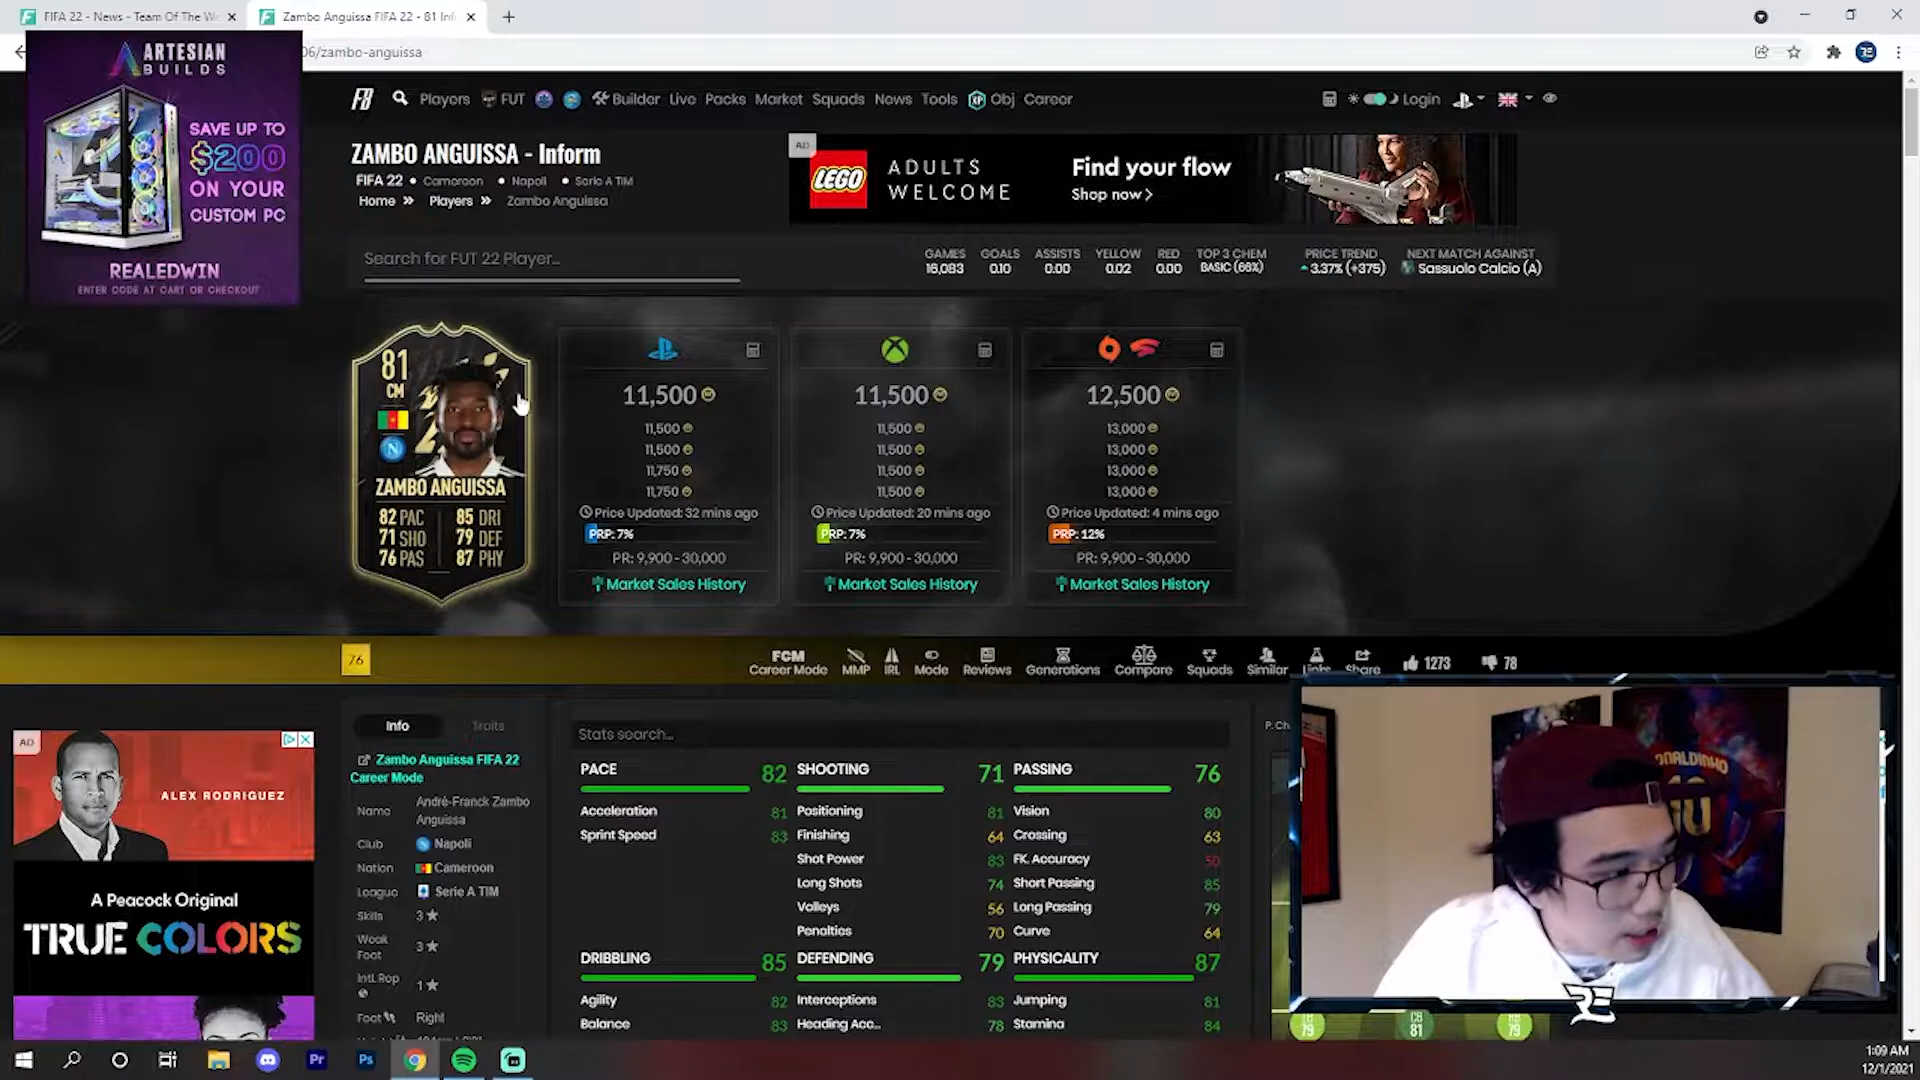 FIFA 22 - News - Team Of The We
Zambo Anguissa FIFA 22 - 81 Inf
06/zambo-anguissa
ARTESIAN
BUILDS
SAVE UP TO
$200
ON YOUR
CUSTOM PC
REALEDWIN
ENTER CODE AT CART OR CHECKOUT
FB
Players
FUT
Builder
Live
Packs
Market
Squads
News
Tools
Obj
Career
Login
ZAMBO ANGUISSA - Inform
FIFA 22 • Cameroon • Napoli • Serie A TIM
Home » Players » Zambo Anguissa
AD
LEGO
ADULTS
WELCOME
Find your flow
Shop now >
Search for FUT 22 Player...
GAMES GOALS ASSISTS YELLOW RED TOP 3 CHEM PRICE TREND NEXT MATCH AGAINST
16,083 0.10 0.00 0.02 0.00 BASIC (66%) 3.37% (+375) Sassuolo Calcio (A)
81
CM
ZAMBO ANGUISSA
82 PAC 85 DRI
71 SHO 79 DEF
76 PAS 87 PHY
11,500
11,500
11,500
11,750
11,750
Price Updated: 32 mins ago
PRP: 7%
PR: 9,900 - 30,000
Market Sales History
11,500
11,500
11,500
11,500
11,500
Price Updated: 20 mins ago
PRP: 7%
PR: 9,900 - 30,000
Market Sales History
12,500
13,000
13,000
13,000
13,000
Price Updated: 4 mins ago
PRP: 12%
PR: 9,900 - 30,000
Market Sales History
76
FCM
Career Mode
MMP
IRL
Mode
Reviews
Generations
Compare
Squads
Similar
Links
Share
1273
78
AD
ALEX RODRIGUEZ
A Peacock Original
TRUE COLORS
Info
Traits
Zambo Anguissa FIFA 22
Career Mode
Name André-Franck Zambo
Anguissa
Club Napoli
Nation Cameroon
League Serie A TIM
Skills 3
Weak
Foot 3
Intl. Rep 1
Foot Right
Stats search...
PACE 82
Acceleration 81
Sprint Speed 83
SHOOTING 71
Positioning 81
Finishing 64
Shot Power 83
Long Shots 74
Volleys 56
Penalties 70
PASSING 76
Vision 80
Crossing 63
FK. Accuracy 50
Short Passing 85
Long Passing 79
Curve 64
DRIBBLING 85
Agility 82
Balance 83
DEFENDING 79
Interceptions 83
Heading Acc... 78
PHYSICALITY 87
Jumping 81
Stamina 84
P. Ch
RONALDINHO
10
RE
79
CB
81
79
Pr
Ps
1:09 AM
12/1/2021